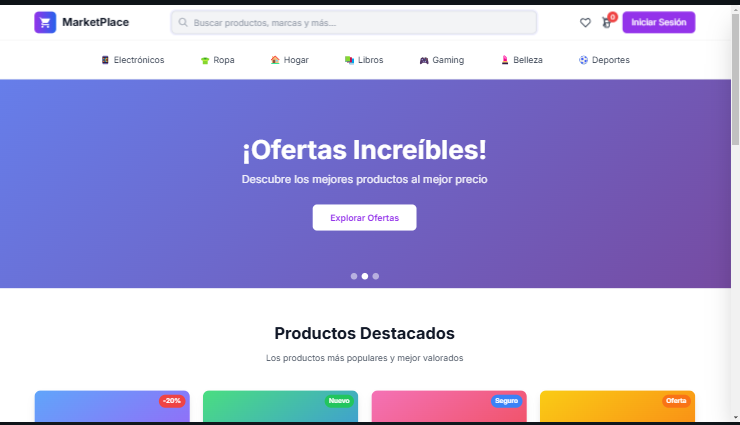 MarketPlace
Buscar productos, marcas y más...
0
Iniciar Sesión
Electrónicos
Ropa
Hogar
Libros
Gaming
Belleza
Deportes
¡Ofertas Increíbles!
Descubre los mejores productos al mejor precio
Explorar Ofertas
Productos Destacados
Los productos más populares y mejor valorados
-20%
Nuevo
Seguro
Oferta